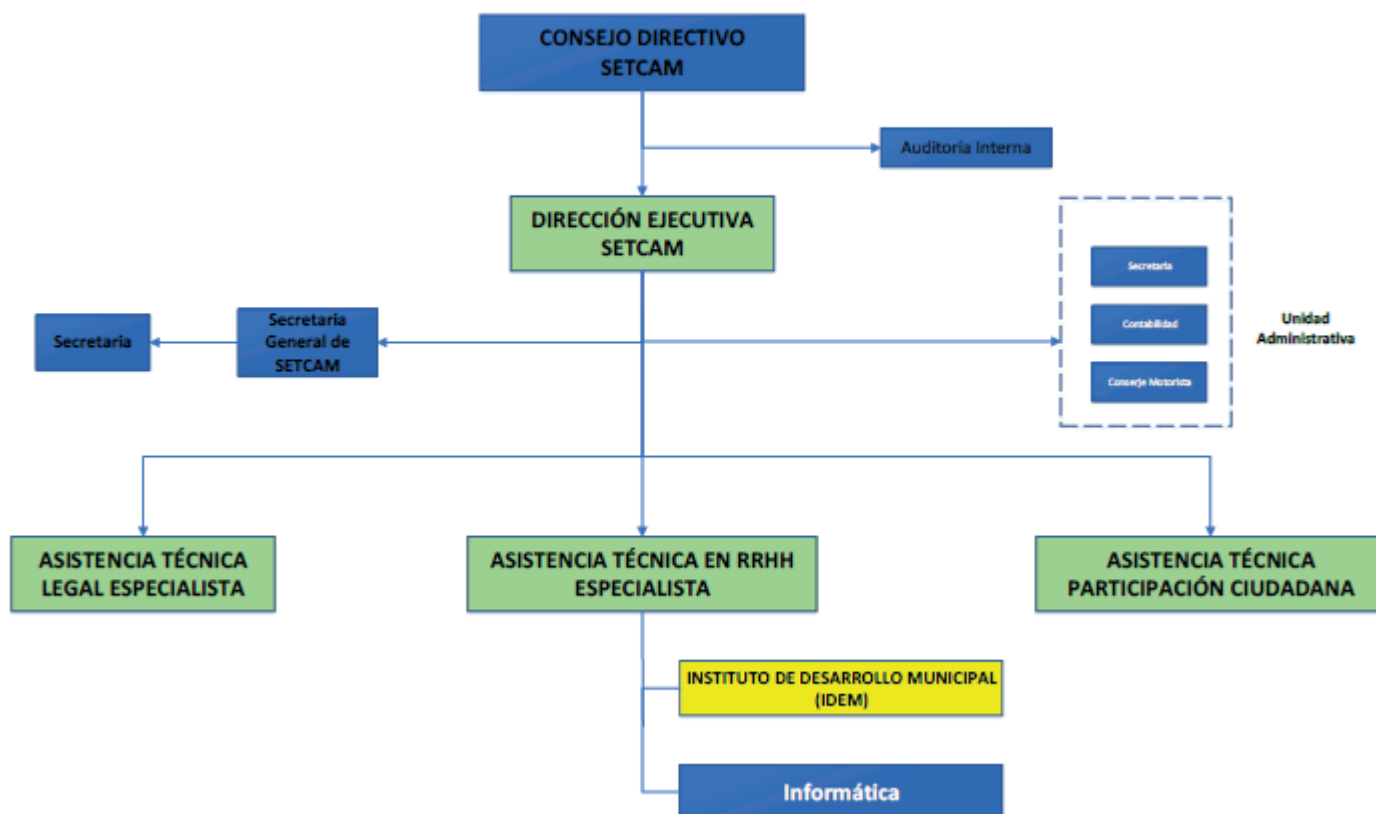 CONSEJO DIRECTIVO
SETCAM
Auditoría Interna
DIRECCIÓN EJECUTIVA
SETCAM
Secretaria
Contabilidad
Conserje Motorista
Unidad
Administrativa
Secretaria
General de
SETCAM
Secretaria
ASISTENCIA TÉCNICA
LEGAL ESPECIALISTA
ASISTENCIA TÉCNICA EN RRHH
ESPECIALISTA
ASISTENCIA TÉCNICA
PARTICIPACIÓN CIUDADANA
INSTITUTO DE DESARROLLO MUNICIPAL
(IDEM)
Informática